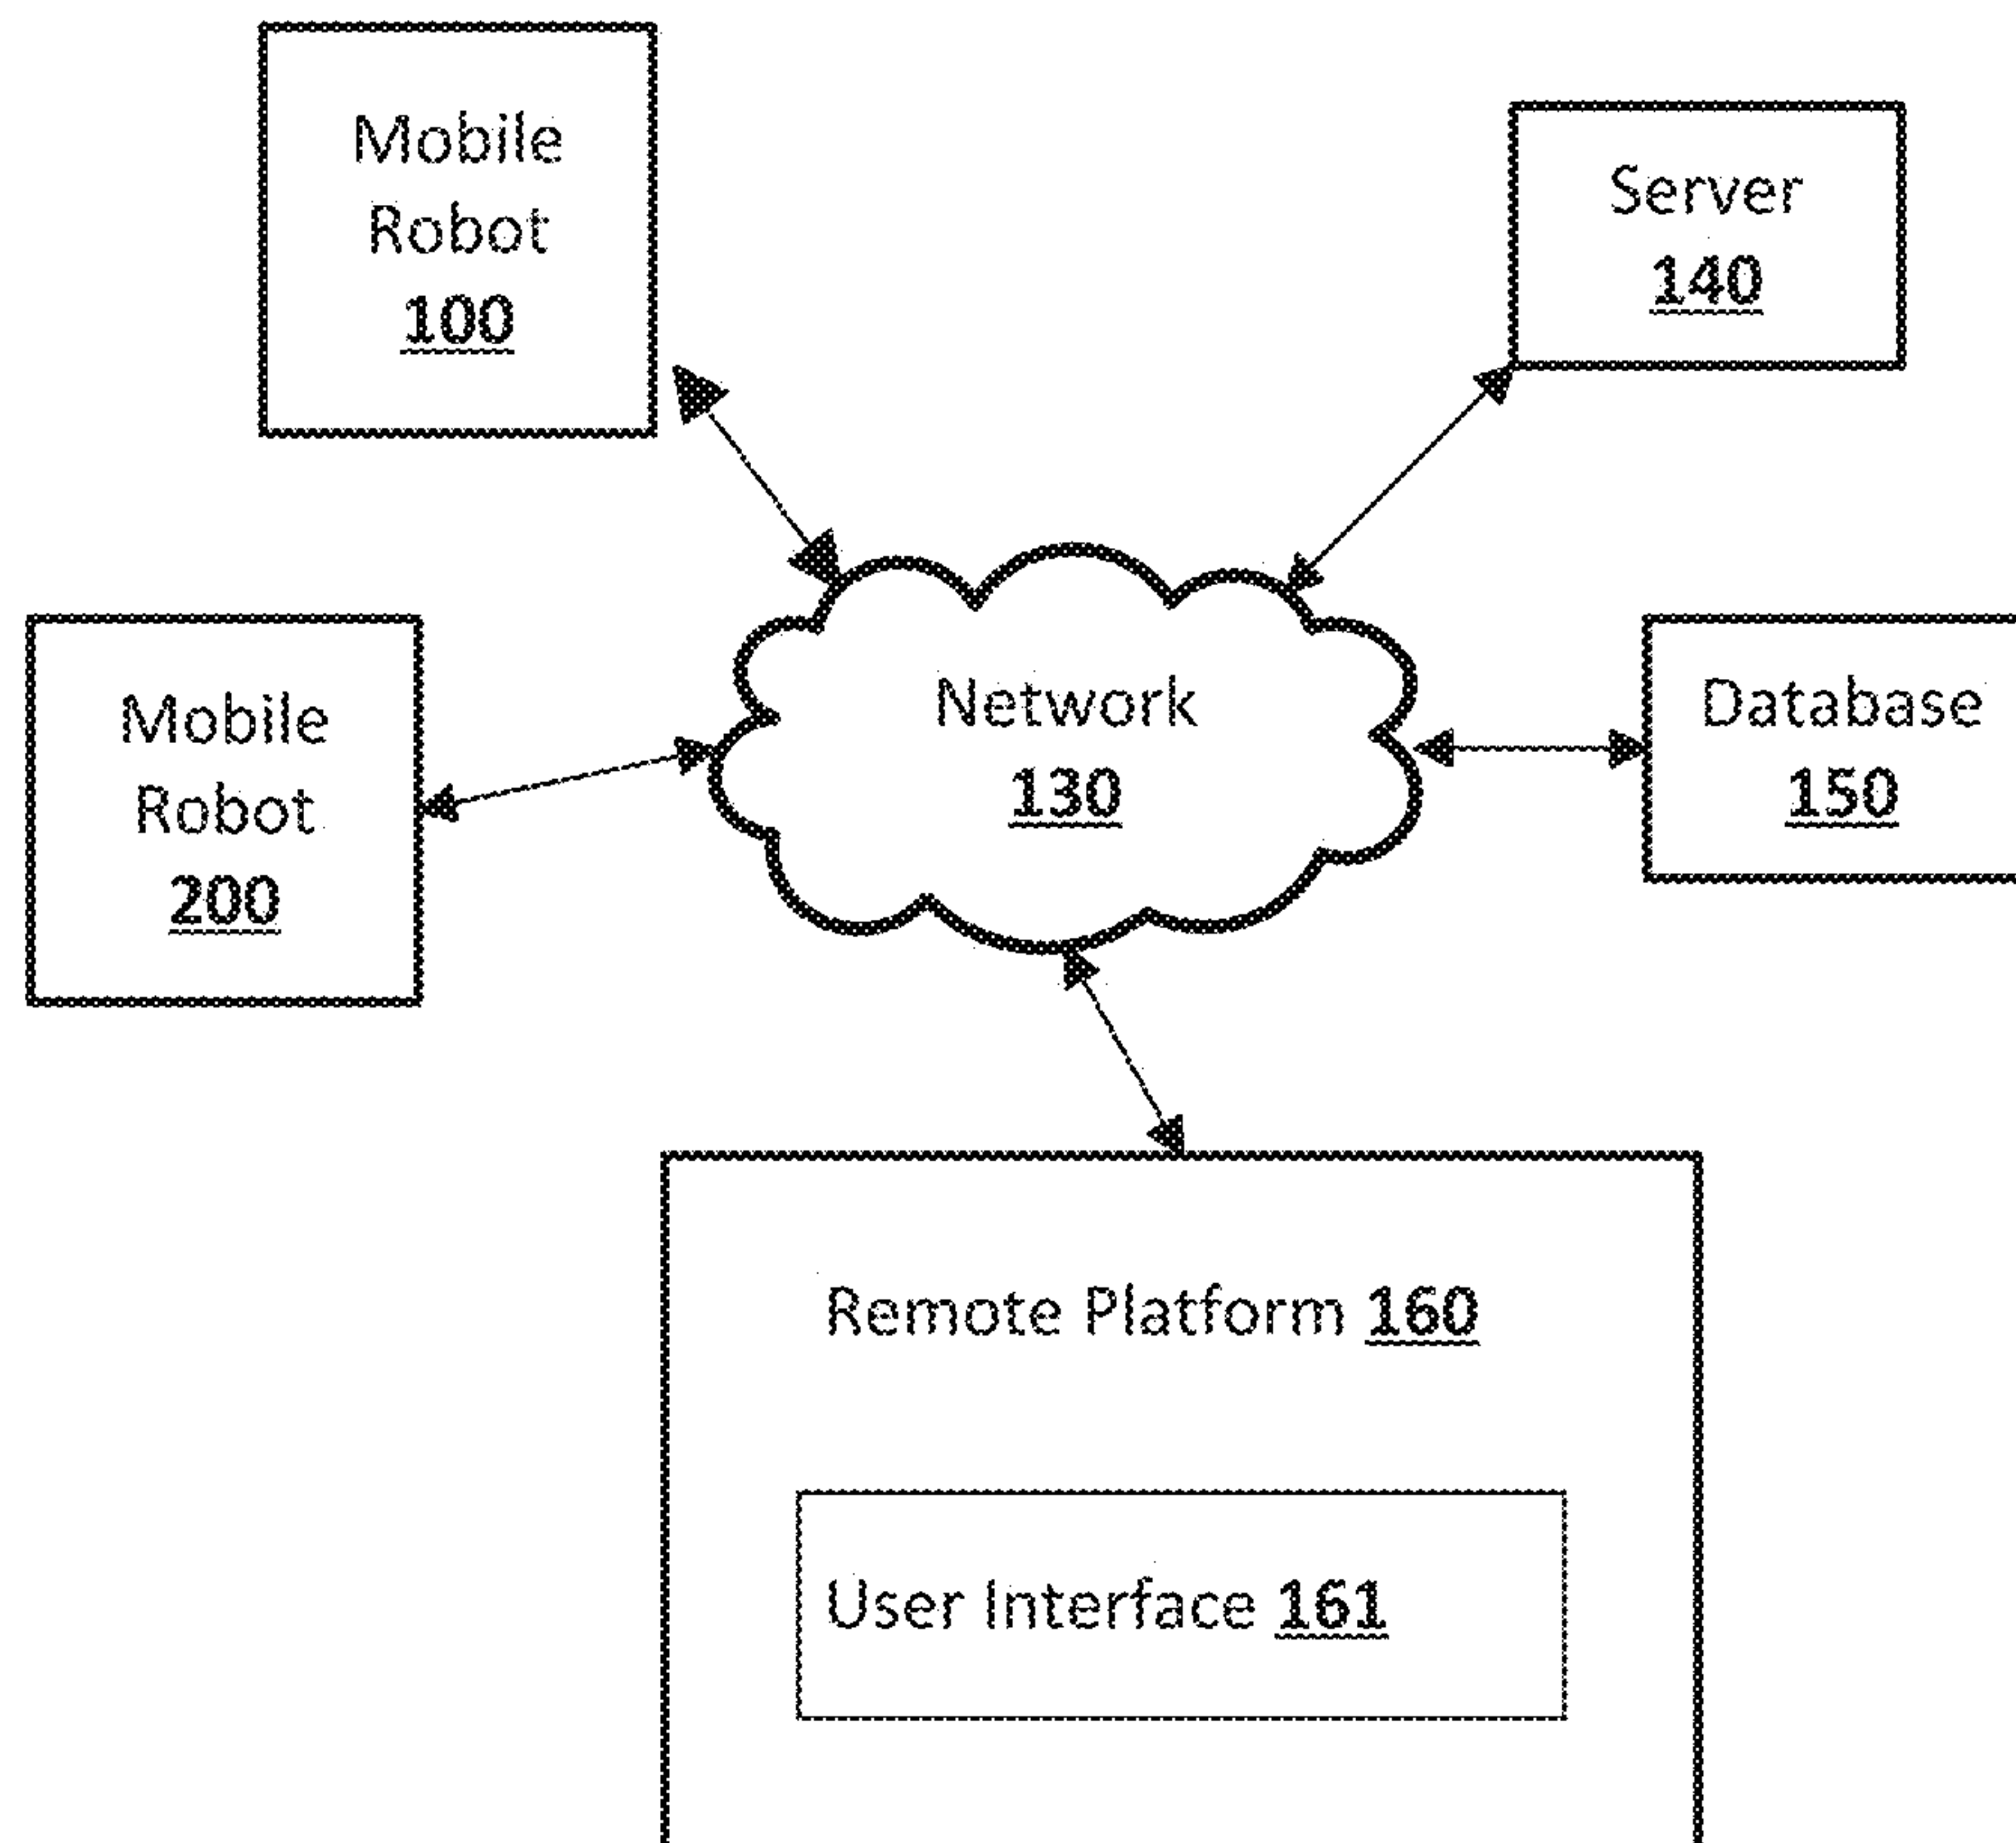 Mobile
Robot
100
Server
140
Mobile
Robot
200
Network
130
Database
150
Remote Platform 160
User Interface 161